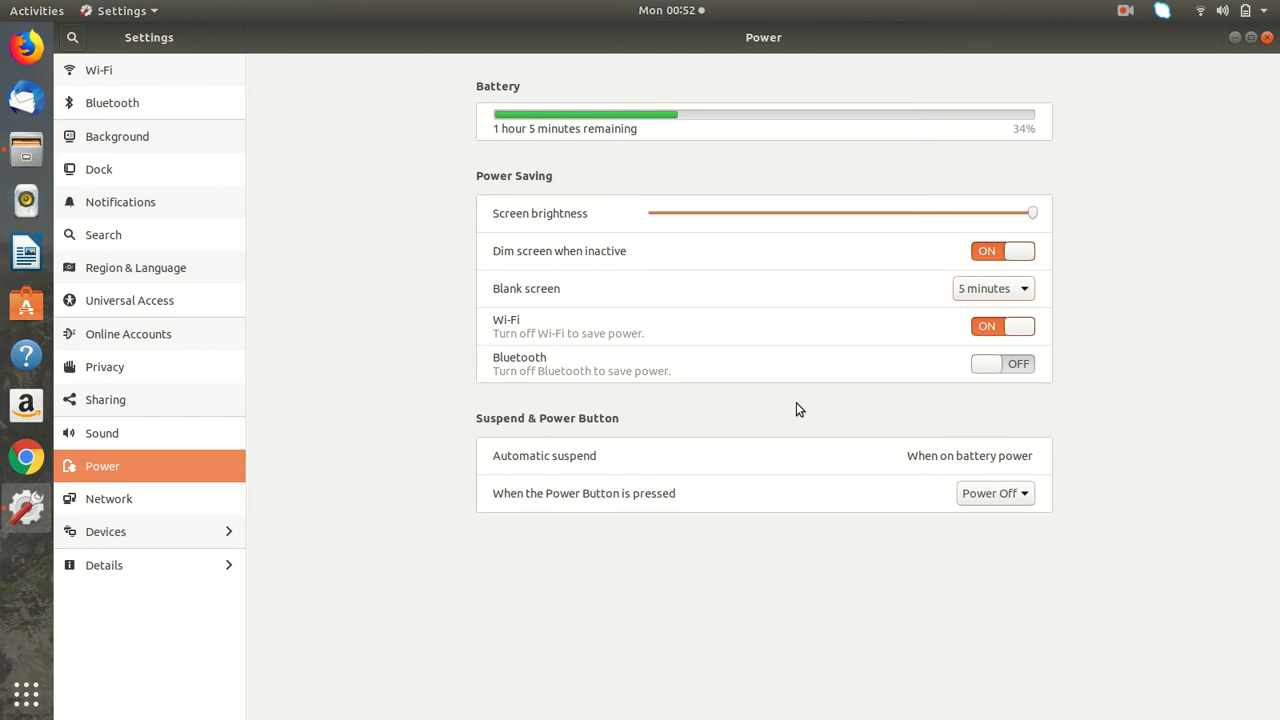 Activities Settings Mon 00:52
Settings Power
Wi-Fi
Bluetooth
Background
Dock
Notifications
Search
Region & Language
Universal Access
Online Accounts
Privacy
Sharing
Sound
Power
Network
Devices
Details
Battery
1 hour 5 minutes remaining 34%
Power Saving
Screen brightness
Dim screen when inactive ON
Blank screen 5 minutes
Wi-Fi ON
Turn off Wi-Fi to save power.
Bluetooth OFF
Turn off Bluetooth to save power.
Suspend & Power Button
Automatic suspend When on battery power
When the Power Button is pressed Power Off